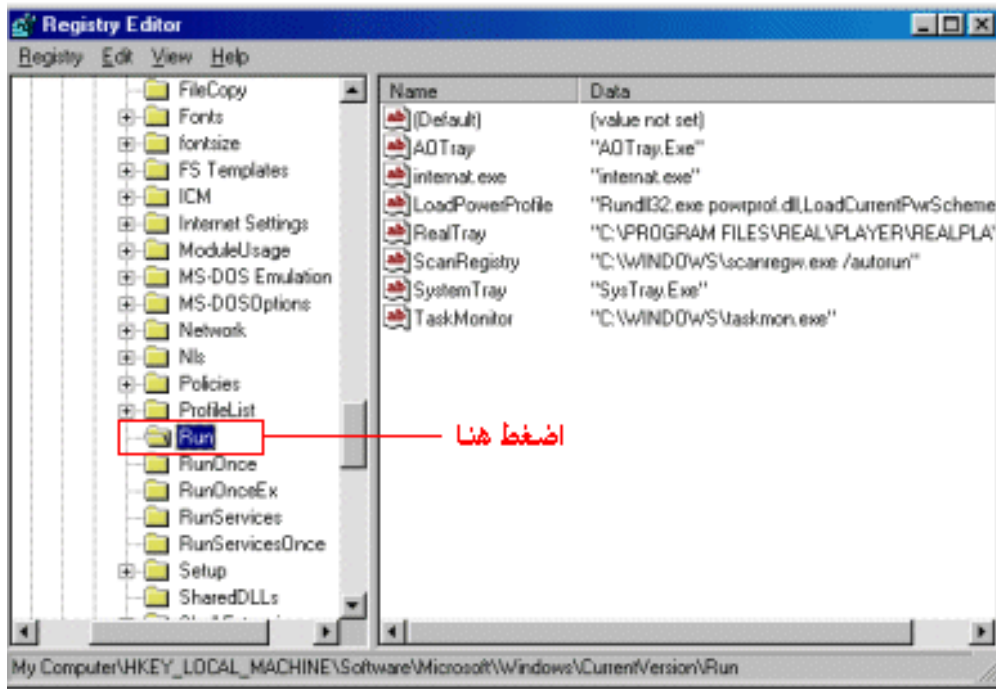 Registry Editor
Registry Edit View Help
FileCopy
Fonts
fontsize
FS Templates
ICM
Internet Settings
ModuleUsage
MS-DOS Emulation
MS-DOSOptions
Network
Nls
Policies
ProfileList
Run
RunOnce
RunOnceEx
RunServices
RunServicesOnce
Setup
SharedDLLs
اضغط هنا
Name Data
(Default) (value not set)
AOTray "AOTray.Exe"
internat.exe "internat.exe"
LoadPowerProfile "Rundll32.exe powrprof.dll,LoadCurrentPwrScheme
RealTray "C:\PROGRAM FILES\REAL\PLAYER\REALPLA
ScanRegistry "C:\WINDOWS\scanregw.exe /autorun"
SystemTray "SysTray.Exe"
TaskMonitor "C:\WINDOWS\taskmon.exe"
My Computer\HKEY_LOCAL_MACHINE\Software\Microsoft\Windows\CurrentVersion\Run